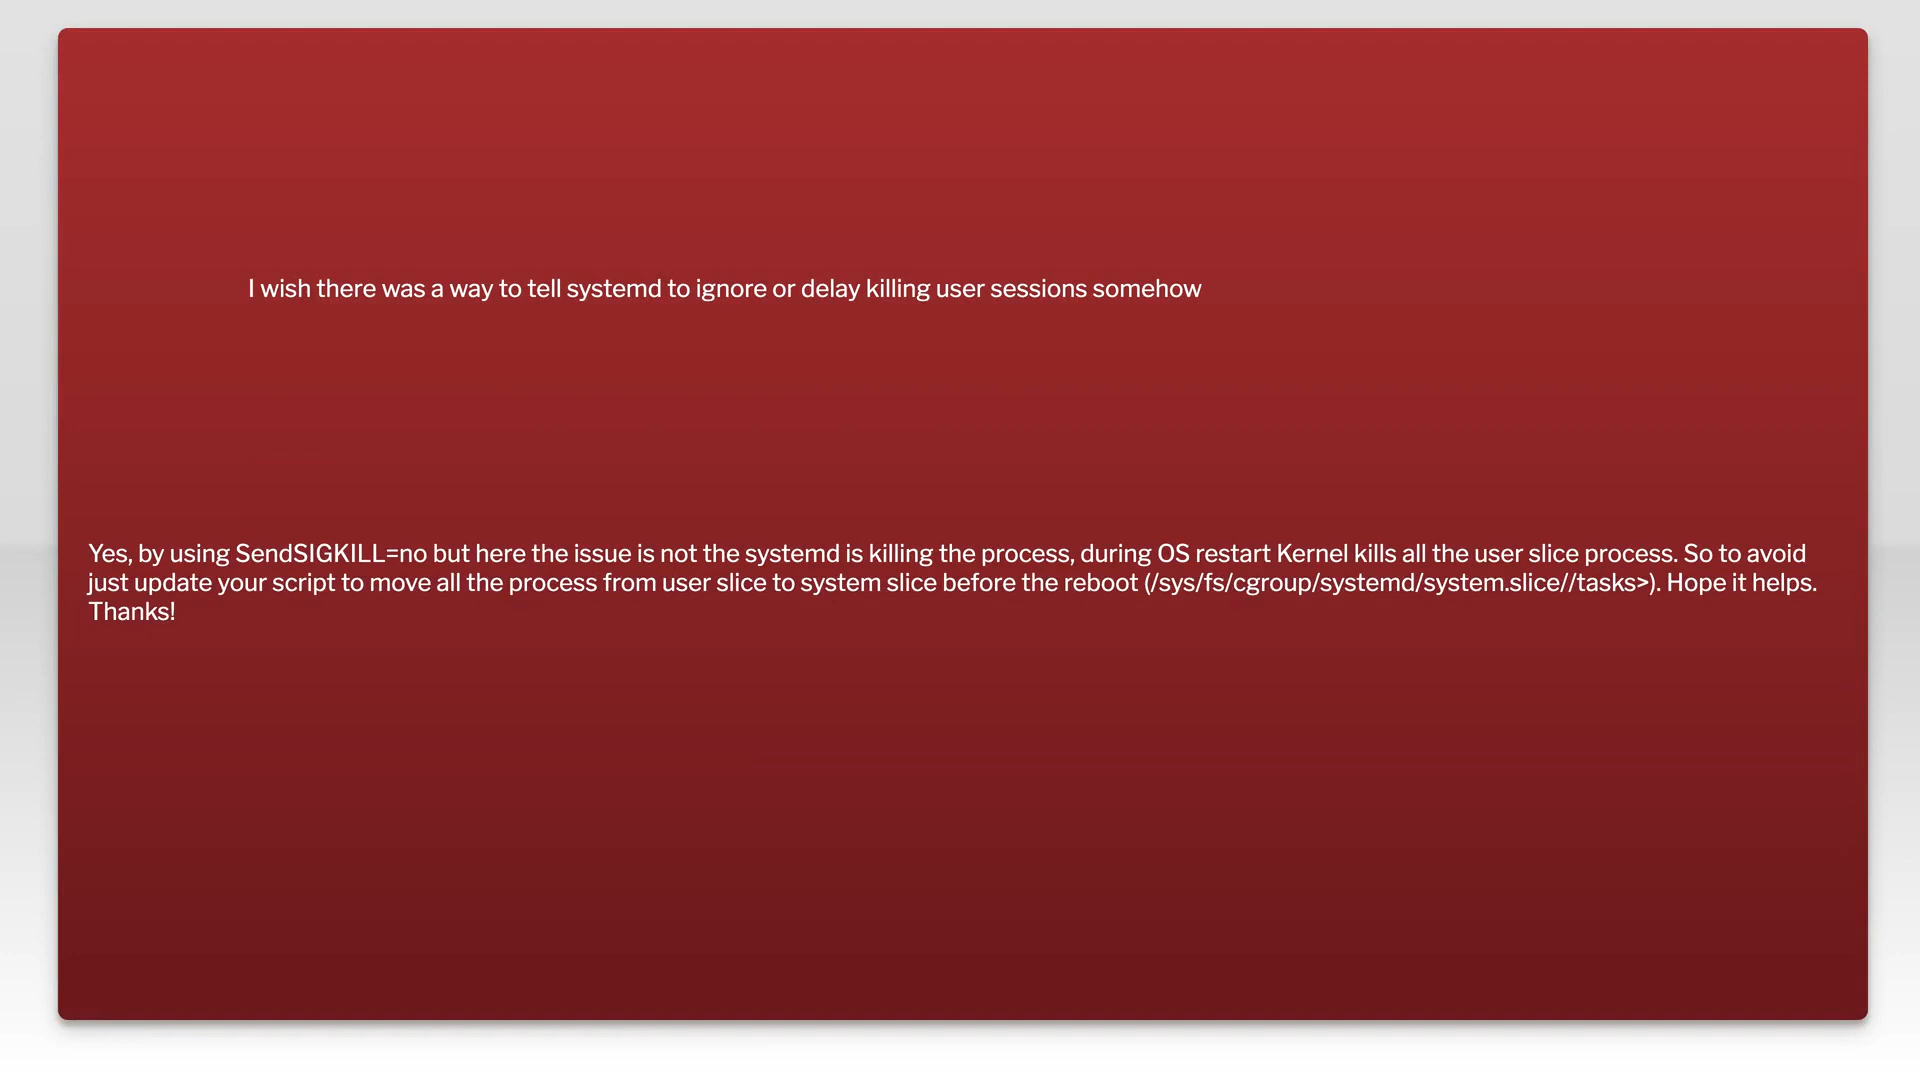 I wish there was a way to tell systemd to ignore or delay killing user sessions somehow
Yes, by using SendSIGKILL=no but here the issue is not the systemd is killing the process, during OS restart Kernel kills all the user slice process. So to avoid
just update your script to move all the process from user slice to system slice before the reboot (/sys/fs/cgroup/systemd/system.slice//tasks>). Hope it helps.
Thanks!